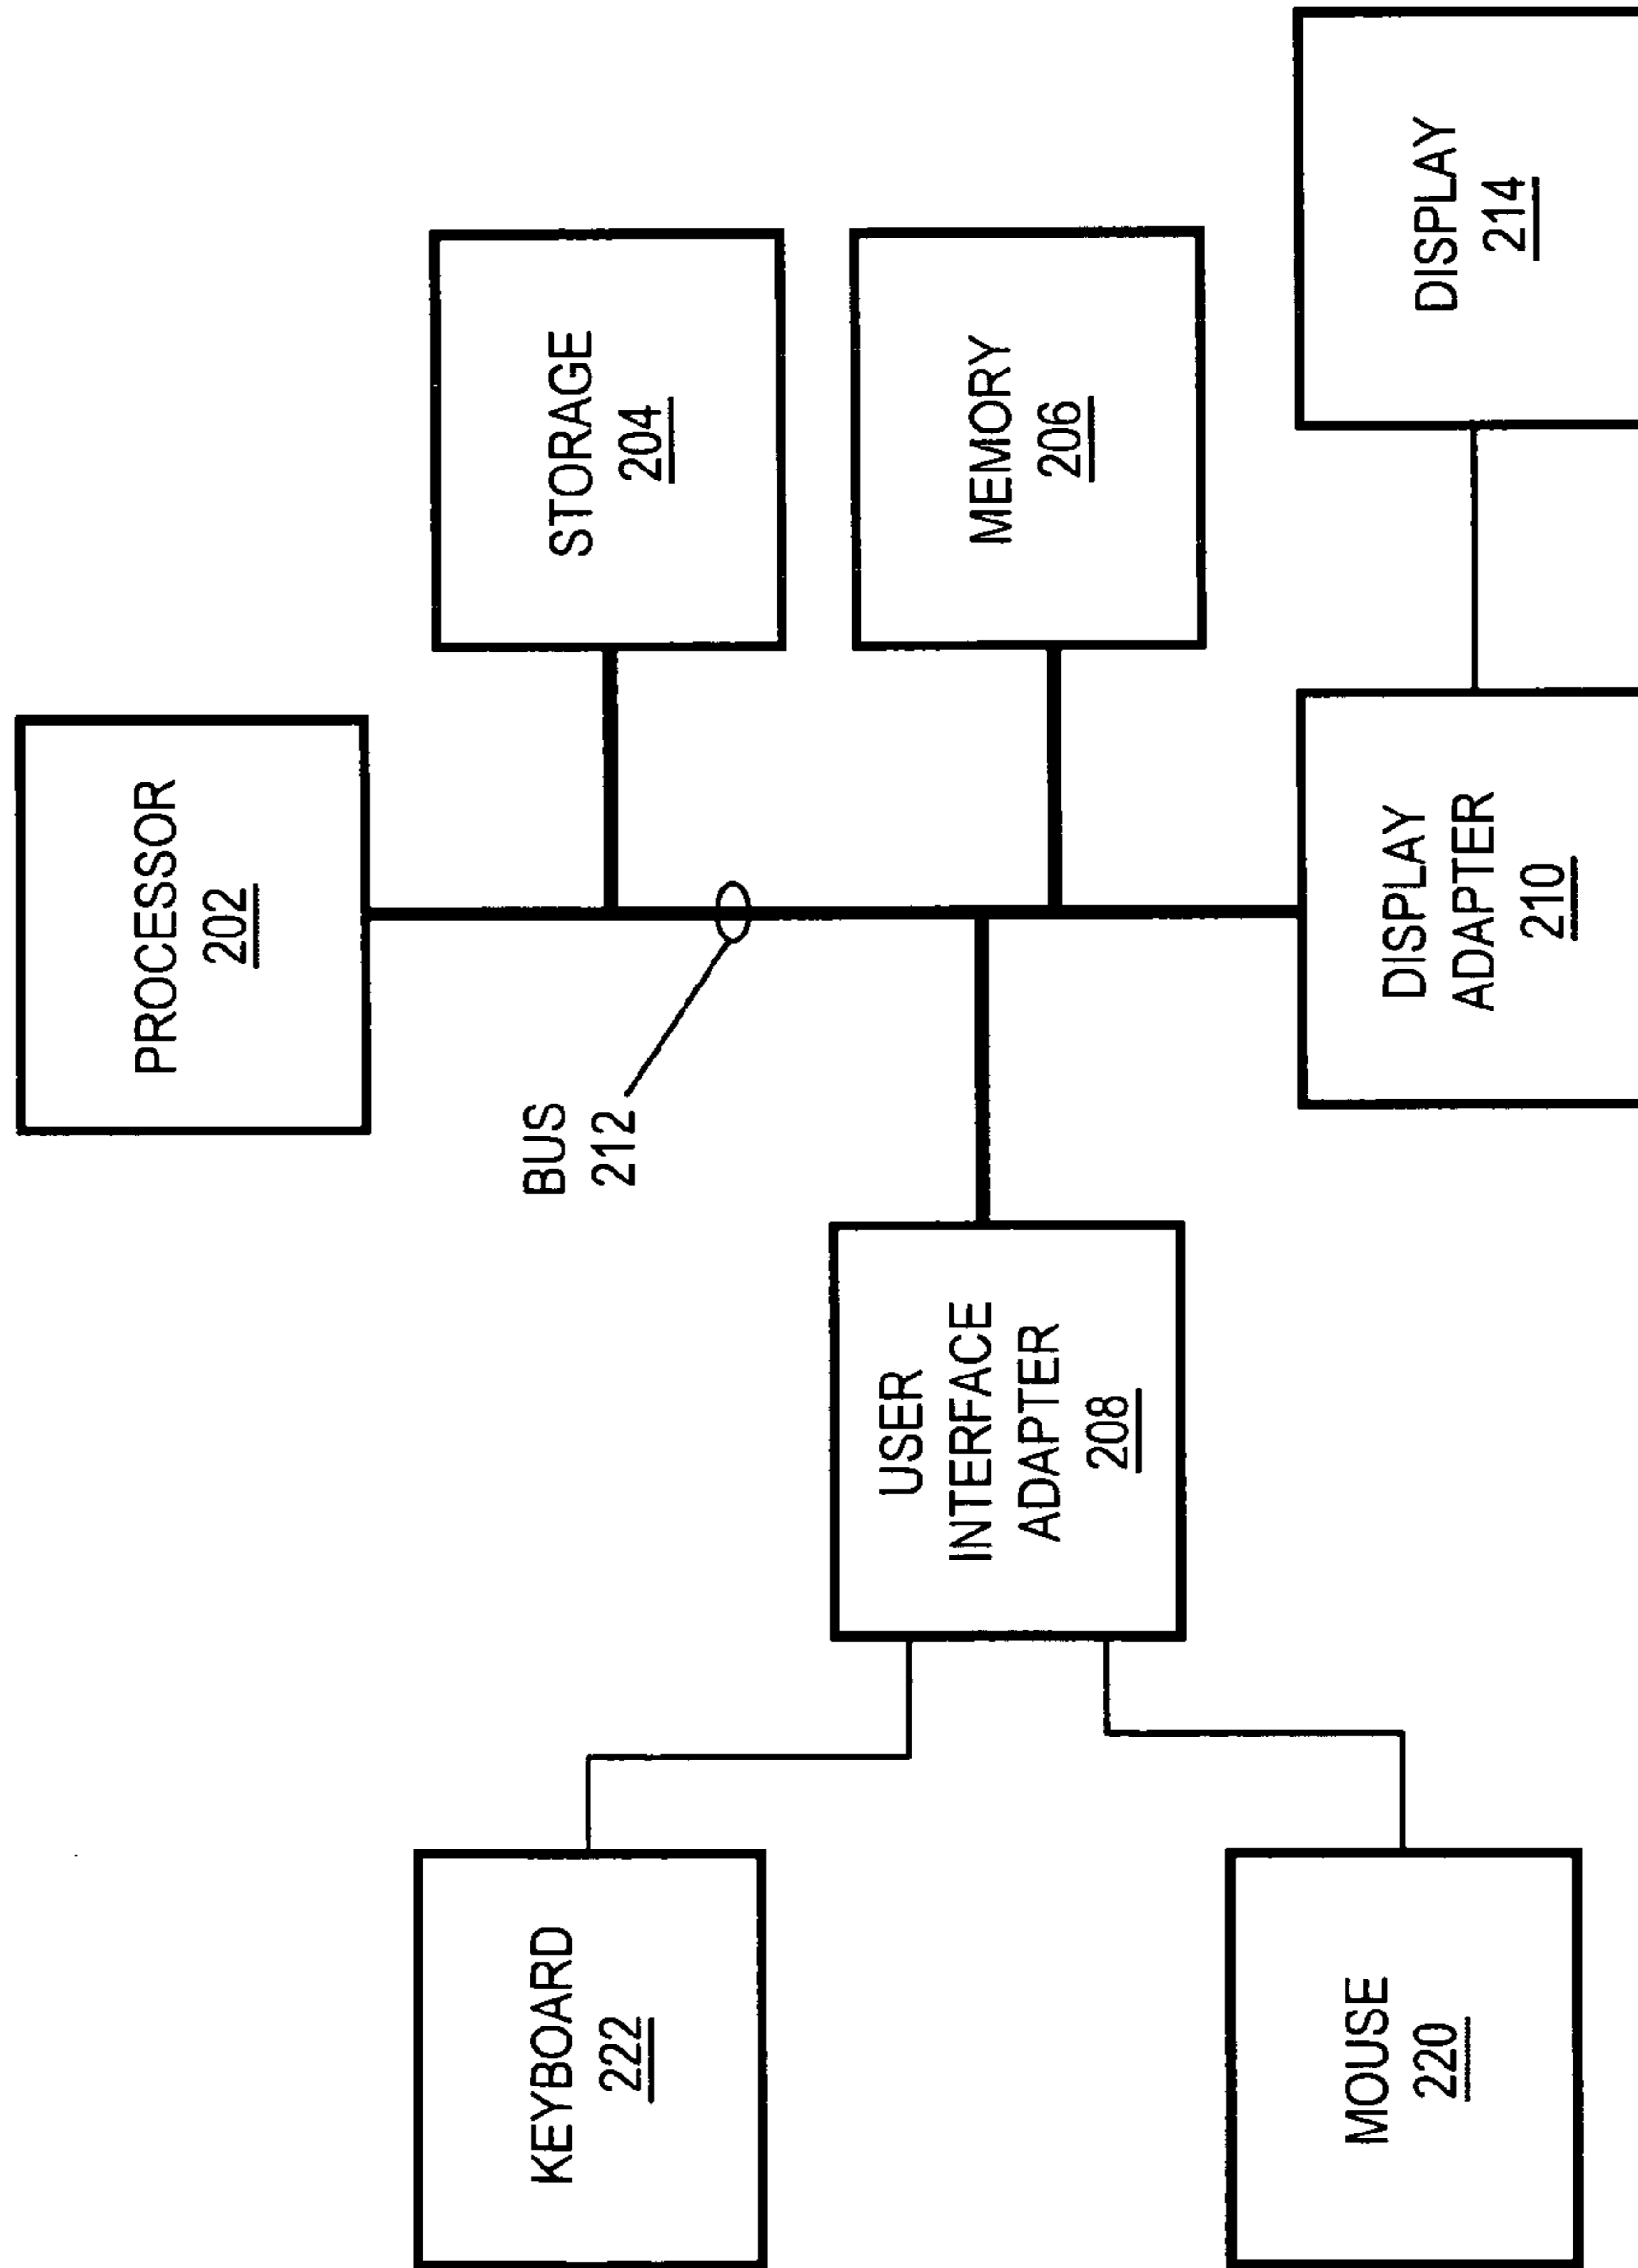 PROCESSOR
202
STORAGE
204
BUS
212
MEMORY
206
USER
INTERFACE
ADAPTER
208
KEYBOARD
222
MOUSE
220
DISPLAY
ADAPTER
210
DISPLAY
214